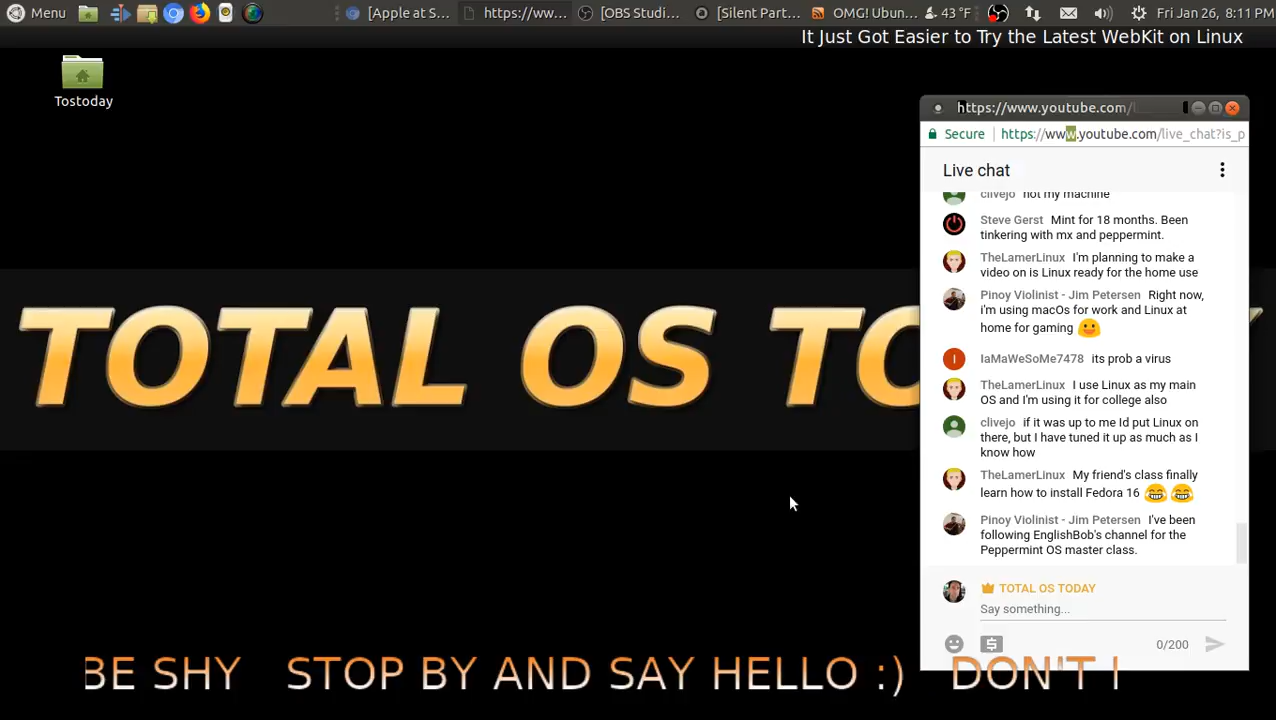 Menu [Apple at S... https://ww... [OBS Studi... [Silent Part... OMG! Ubun... 43 °F Fri Jan 26, 8:11 PM
It Just Got Easier to Try the Latest WebKit on Linux
Tostoday
TOTAL OS TO
https://www.youtube.com/
Secure https://www.youtube.com/live_chat?is_p
Live chat
clivejo not my machine
Steve Gerst Mint for 18 months. Been
tinkering with mx and peppermint.
TheLamerLinux I'm planning to make a
video on is Linux ready for the home use
Pinoy Violinist - Jim Petersen Right now,
i'm using macOs for work and Linux at
home for gaming
I
IaMaWeSoMe7478 its prob a virus
TheLamerLinux I use Linux as my main
OS and I'm using it for college also
clivejo if it was up to me Id put Linux on
there, but I have tuned it up as much as I
know how
TheLamerLinux My friend's class finally
learn how to install Fedora 16
Pinoy Violinist - Jim Petersen I've been
following EnglishBob's channel for the
Peppermint OS master class.
TOTAL OS TODAY
Say something...
0/200
BE SHY STOP BY AND SAY HELLO :) DON'T